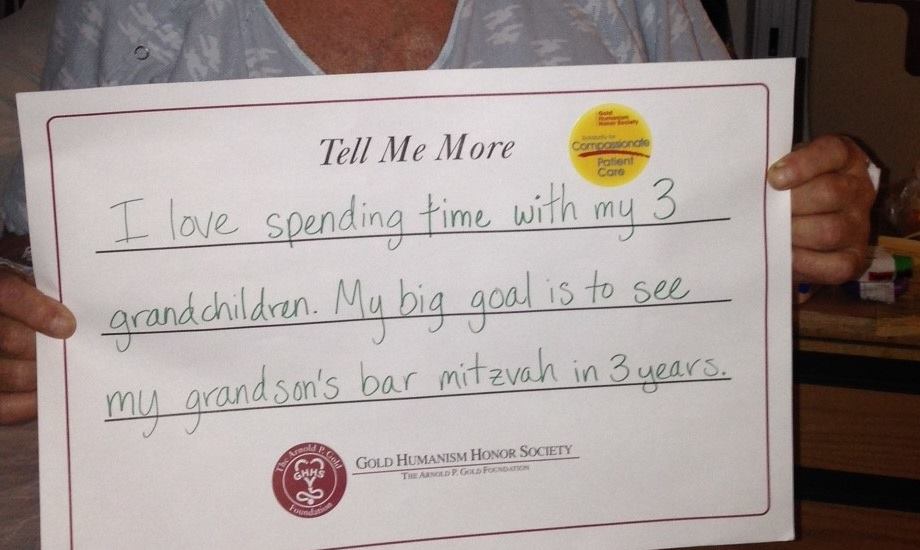 Tell Me More
Gold
Humanism
Honor Society
Compassionate
Patient
Care
I love spending time with my 3
grandchildren. My big goal is to see
my grandson's bar mitzvah in 3 years.
The Arnold P. Gold
GHHS
Foundation
GOLD HUMANISM HONOR SOCIETY
THE ARNOLD P. GOLD FOUNDATION